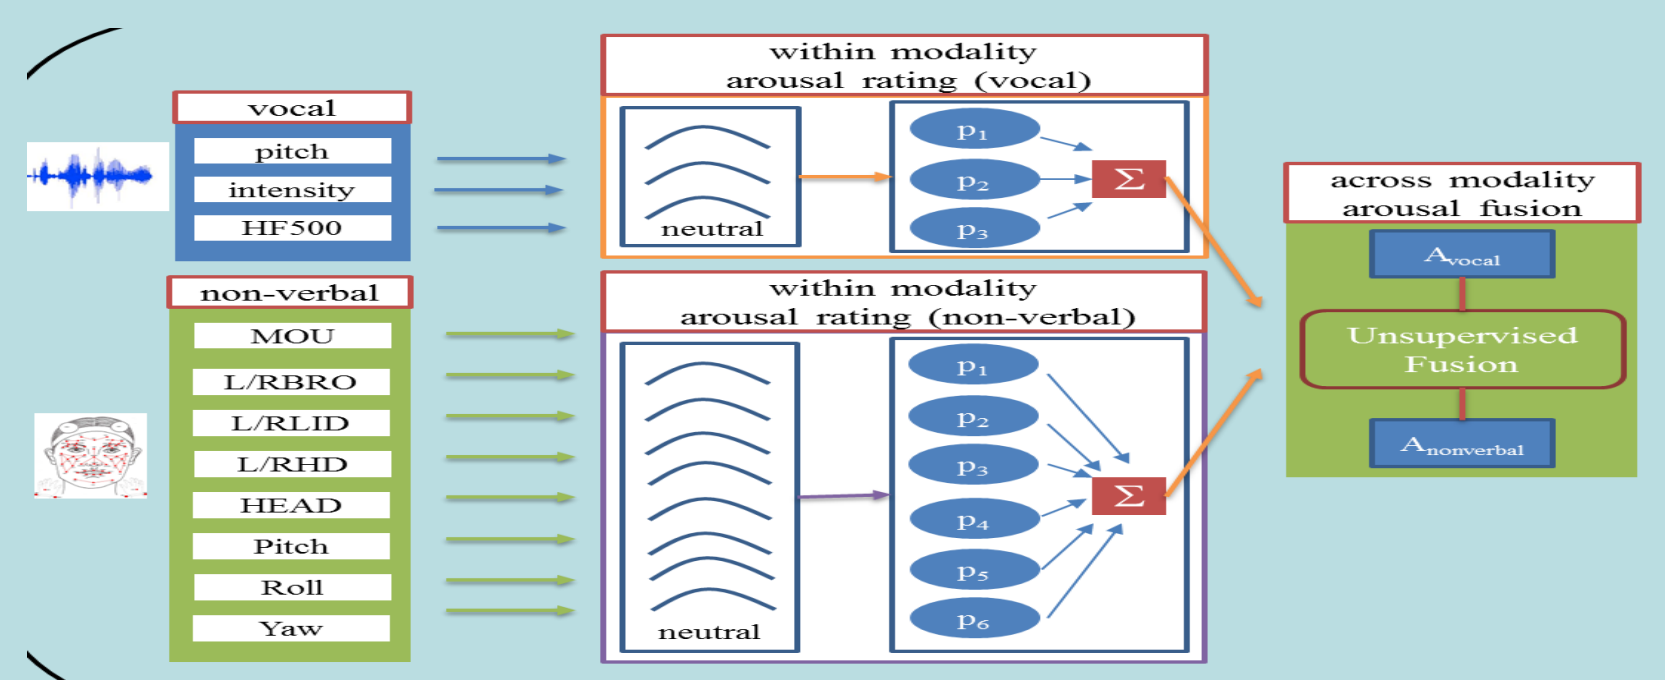 vocal
pitch
intensity
HF500
non-verbal
MOU
L/RBRO
L/RLID
L/RHD
HEAD
Pitch
Roll
Yaw
within modality
arousal rating (vocal)
neutral
p₁
p₂
p₃
Σ
within modality
arousal rating (non-verbal)
neutral
p₁
p₂
p₃
p₄
p₅
p₆
Σ
across modality
arousal fusion
Avocal
Unsupervised
Fusion
Anonverbal